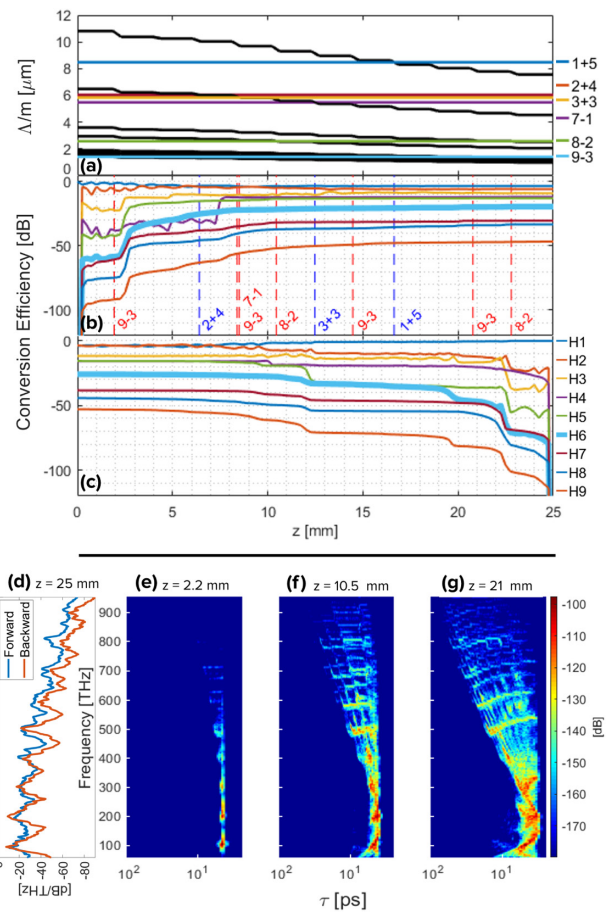 12
10
8
6
4
2
0
Λ/m [μm]
(a)
1+5
2+4
3+3
7-1
8-2
9-3
0
-50
-100
Conversion Efficiency [dB]
(b)
9-3
2+4
9-3
7-1
8-2
3+3
9-3
1+5
9-3
8-2
0
-50
-100
(c)
H1
H2
H3
H4
H5
H6
H7
H8
H9
0
5
10
15
20
25
z [mm]
(d) z = 25 mm
(e) z = 2.2 mm
(f) z = 10.5 mm
(g) z = 21 mm
Forward
Backward
-20
-40
-60
-80
[dB/THz]
Frequency [THz]
900
800
700
600
500
400
300
200
100
10² 10¹
10² 10¹
10² 10¹
τ [ps]
-100
-110
-120
-130
-140
-150
-160
-170
[dB]